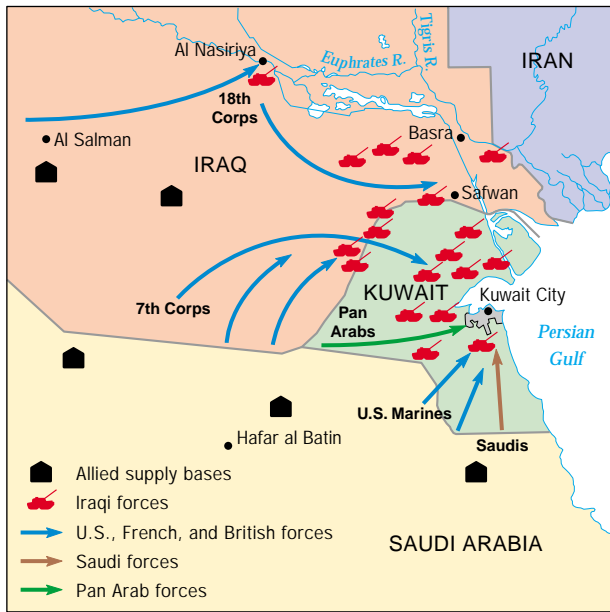 Al Nasiriya
Euphrates R.
Tigris R.
IRAN
18th
Corps
Al Salman
Basra
IRAQ
Safwan
7th Corps
KUWAIT
Kuwait City
Pan
Arabs
Persian
Gulf
U.S. Marines
Saudis
Hafar al Batin
Allied supply bases
Iraqi forces
U.S., French, and British forces
Saudi forces
Pan Arab forces
SAUDI ARABIA